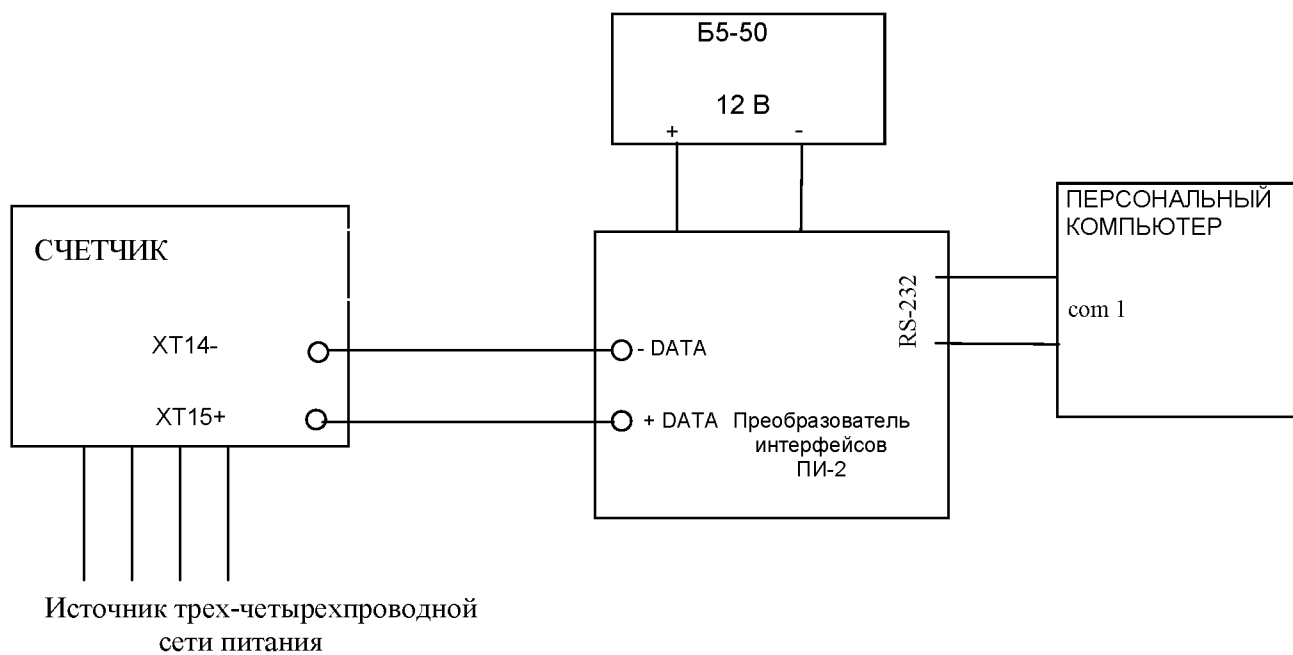 Б5-50
12 В
+ -
ПЕРСОНАЛЬНЫЙ
КОМПЬЮТЕР
com 1
СЧЕТЧИК
XT14-
XT15+
- DATA
+ DATA
RS-232
Преобразователь
интерфейсов
ПИ-2
Источник трех-четырехпроводной
сети питания